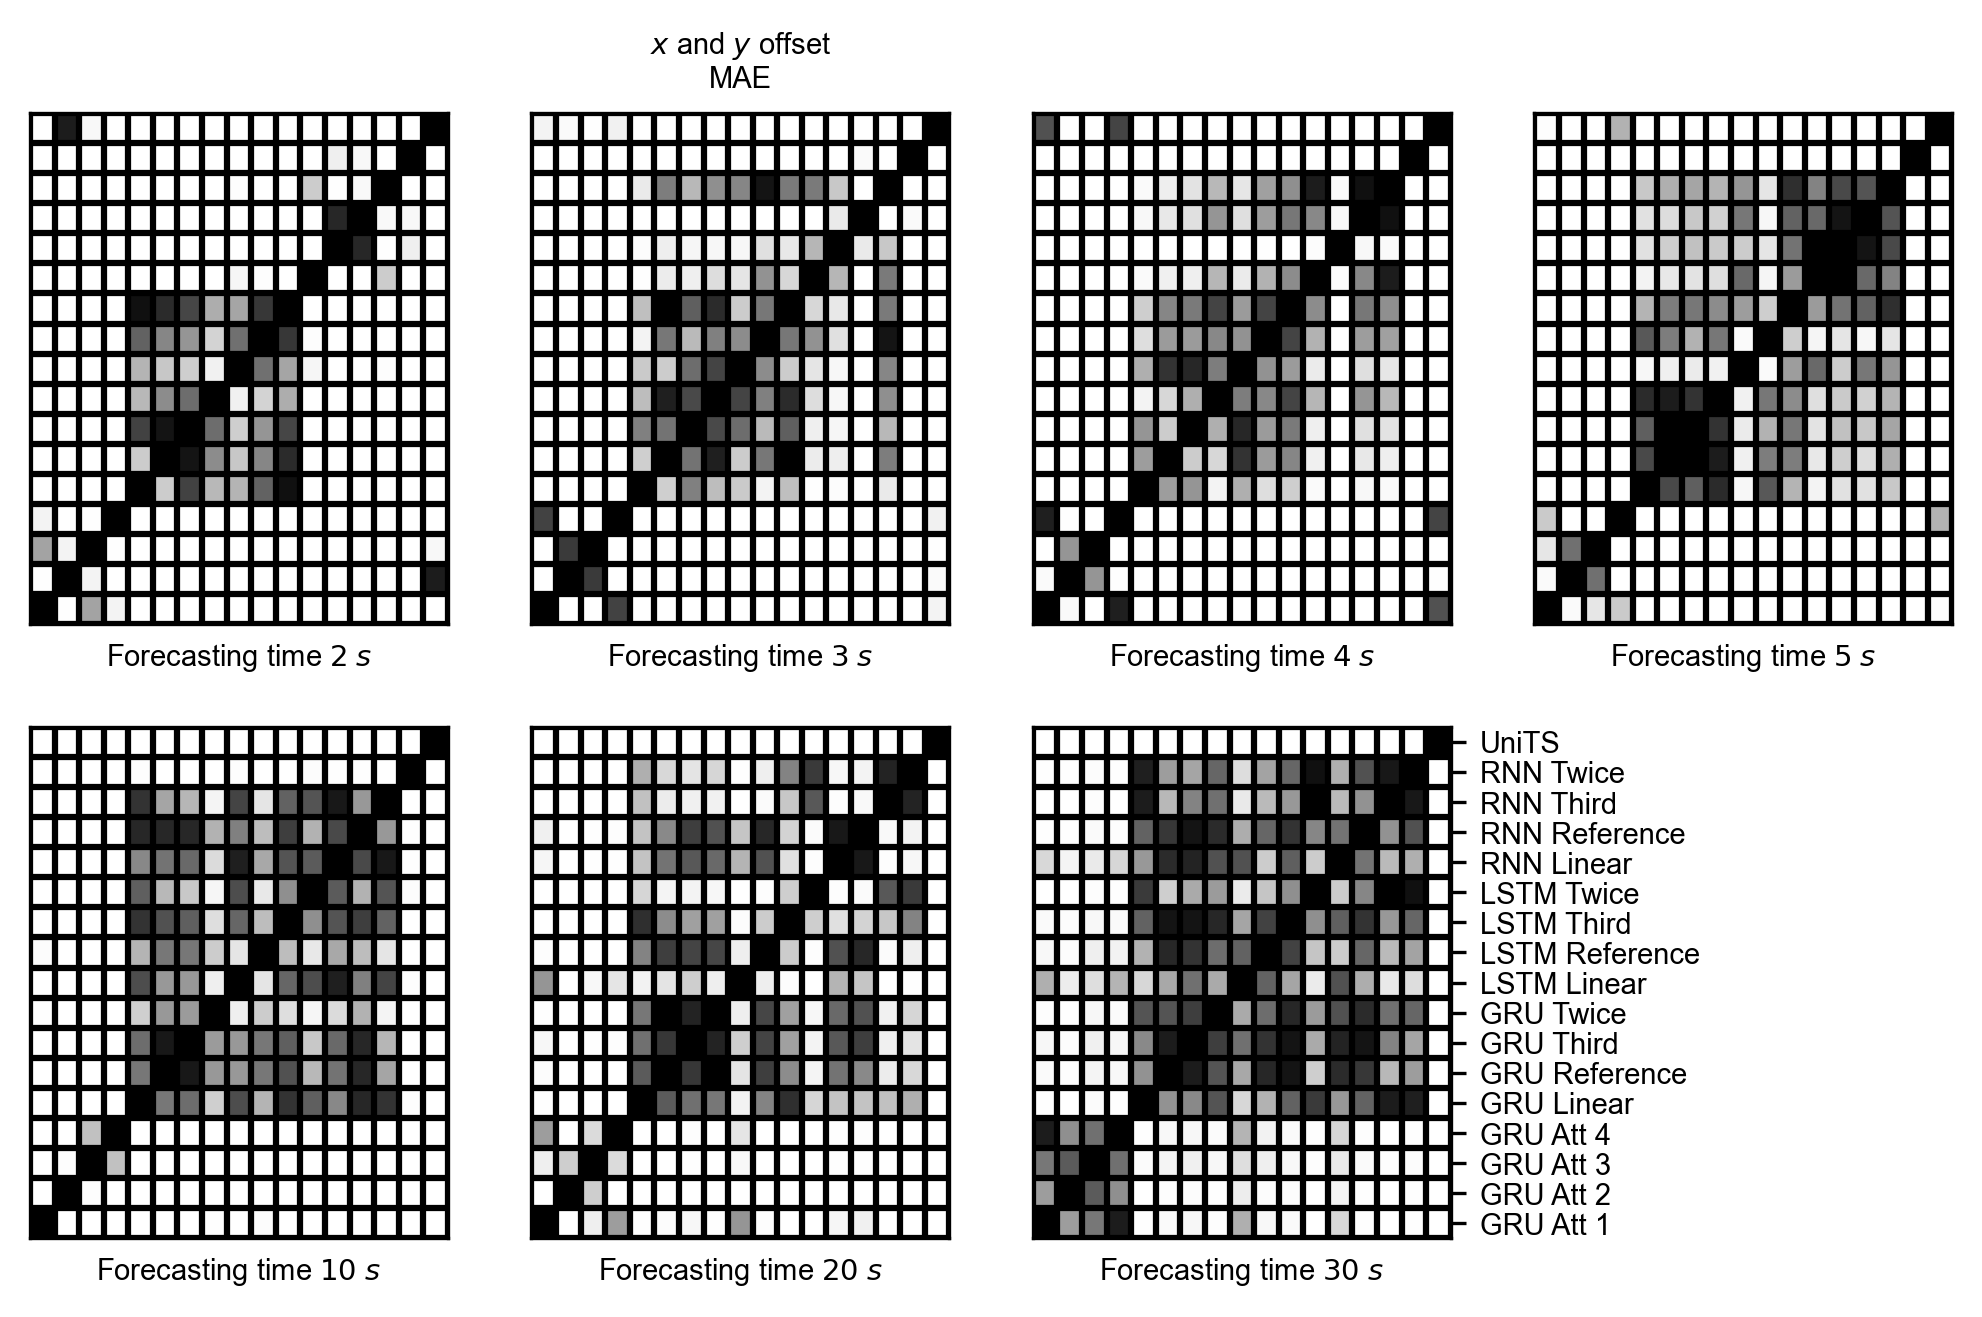 x and y offset
MAE
Forecasting time 2 s
Forecasting time 3 s
Forecasting time 4 s
Forecasting time 5 s
UniTS
RNN Twice
RNN Third
RNN Reference
RNN Linear
LSTM Twice
LSTM Third
LSTM Reference
LSTM Linear
GRU Twice
GRU Third
GRU Reference
GRU Linear
GRU Att 4
GRU Att 3
GRU Att 2
GRU Att 1
Forecasting time 10 s
Forecasting time 20 s
Forecasting time 30 s